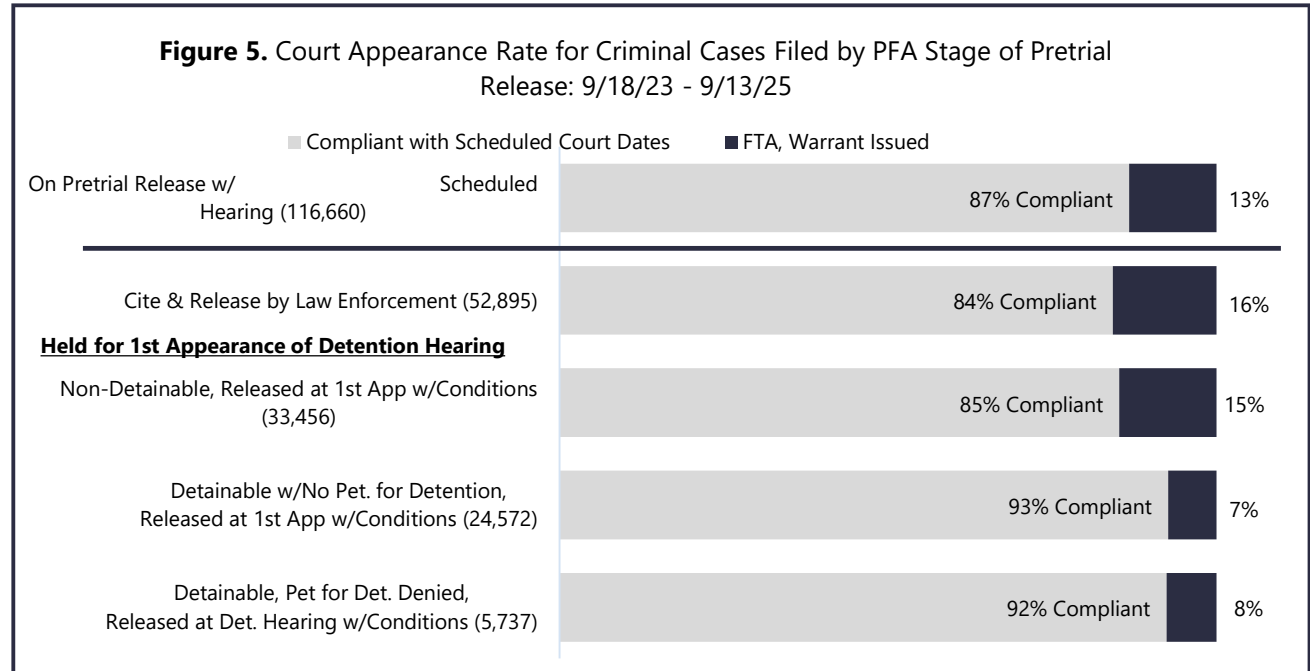 Figure 5. Court Appearance Rate for Criminal Cases Filed by PFA Stage of Pretrial
Release: 9/18/23 - 9/13/25
Compliant with Scheduled Court Dates FTA, Warrant Issued
On Pretrial Release w/ Scheduled
Hearing (116,660)
87% Compliant 13%
Cite & Release by Law Enforcement (52,895)
84% Compliant 16%
Held for 1st Appearance of Detention Hearing
Non-Detainable, Released at 1st App w/Conditions
(33,456)
85% Compliant 15%
Detainable w/No Pet. for Detention,
Released at 1st App w/Conditions (24,572)
93% Compliant 7%
Detainable, Pet for Det. Denied,
Released at Det. Hearing w/Conditions (5,737)
92% Compliant 8%